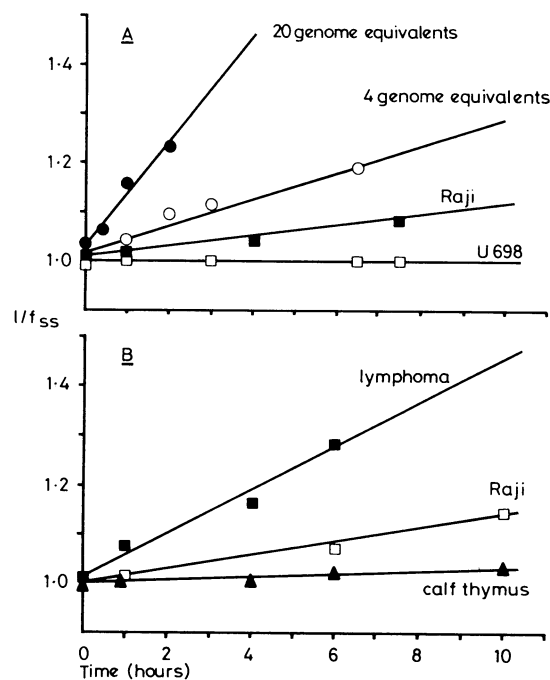 A
20 genome equivalents
1·4
4 genome equivalents
1·2
Raji
1·0
U 698
1/fss
B
1·4
lymphoma
1·2
Raji
1·0
calf thymus
0 2 4 6 8 10
Time (hours)